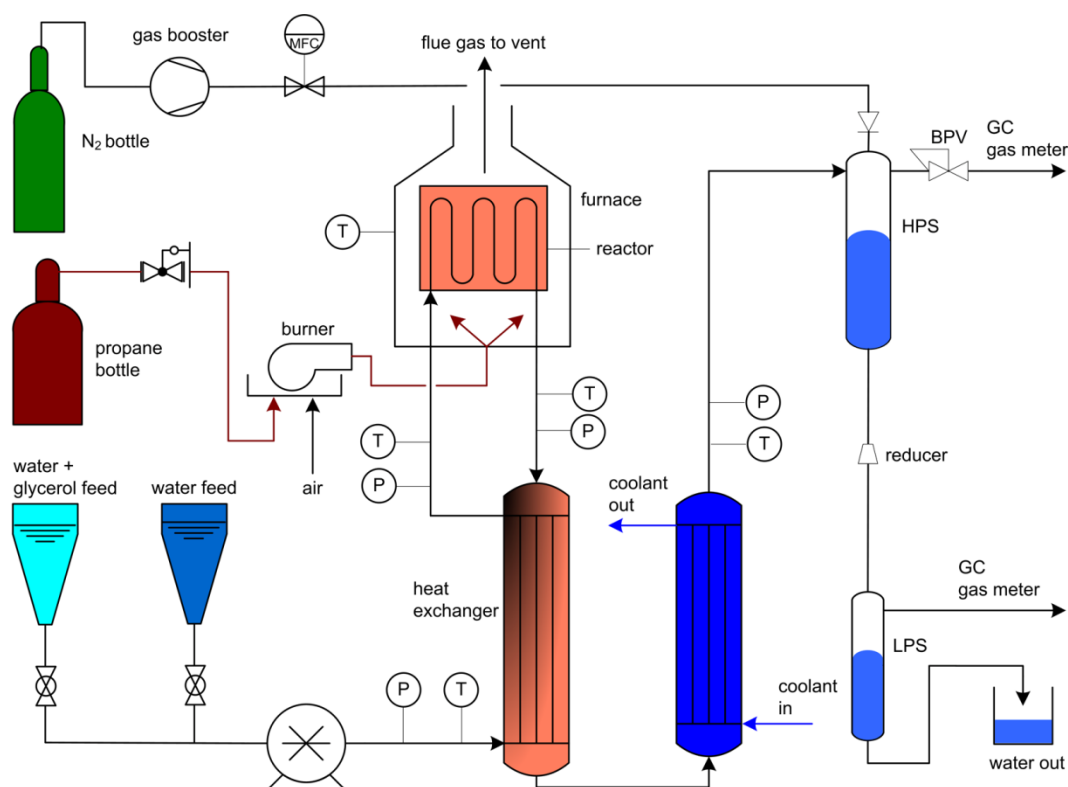 gas booster
MFC
flue gas to vent
N2 bottle
BPV
GC
gas meter
furnace
T
reactor
HPS
burner
propane
bottle
T
P
T
P
P
T
water +
glycerol feed
water feed
air
coolant
out
reducer
heat
exchanger
GC
gas meter
LPS
P
T
coolant
in
water out